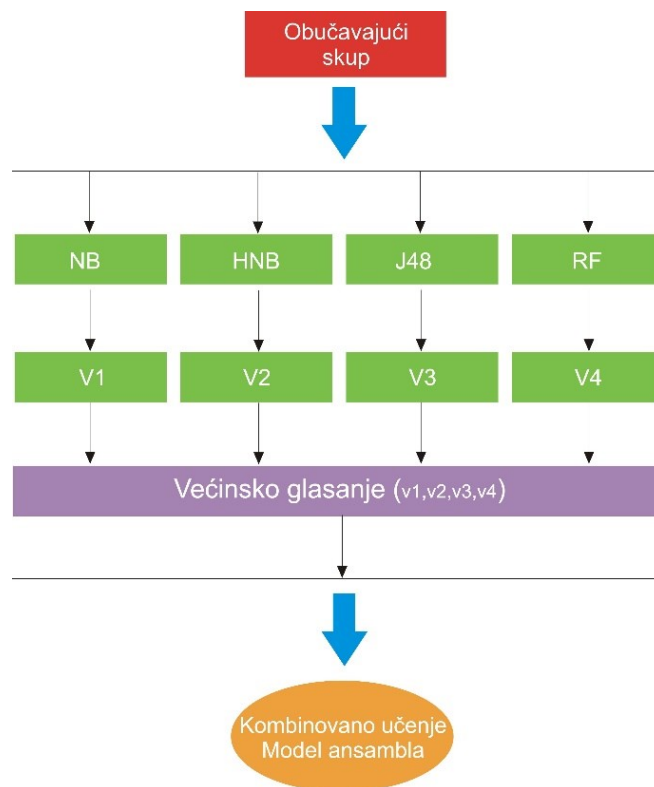 Obučavajući
skup
NB
HNB
J48
RF
V1
V2
V3
V4
Većinsko glasanje (v1,v2,v3,v4)
Kombinovano učenje
Model ansambla